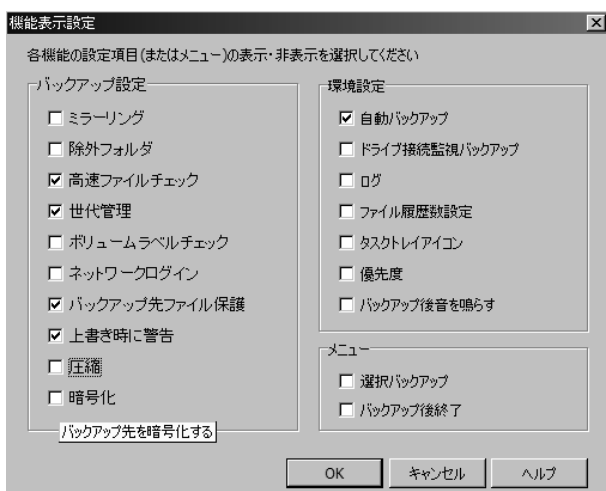 機能表示設定
各機能の設定項目(またはメニュー)の表示・非表示を選択してください
バックアップ設定
ミラーリング
除外フォルダ
高速ファイルチェック
世代管理
ボリュームラベルチェック
ネットワークログイン
バックアップ先ファイル保護
上書き時に警告
圧縮
暗号化
バックアップ先を暗号化する
環境設定
自動バックアップ
ドライブ接続監視バックアップ
ログ
ファイル履歴数設定
タスクトレイアイコン
優先度
バックアップ後音を鳴らす
メニュー
選択バックアップ
バックアップ後終了
OK
キャンセル
ヘルプ